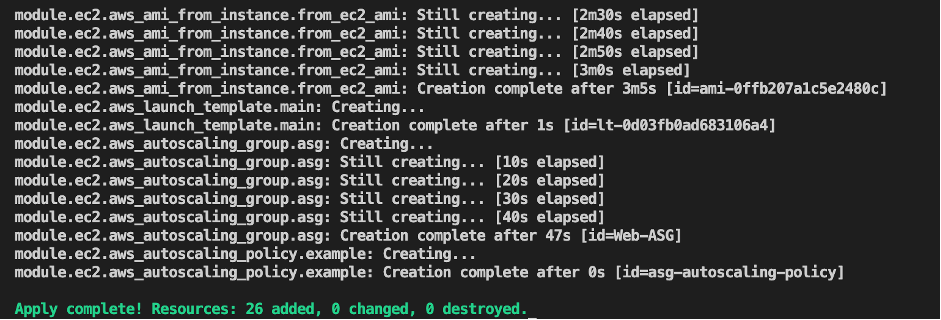 module.ec2.aws_ami_from_instance.from_ec2_ami: Still creating... [2m30s elapsed]
module.ec2.aws_ami_from_instance.from_ec2_ami: Still creating... [2m40s elapsed]
module.ec2.aws_ami_from_instance.from_ec2_ami: Still creating... [2m50s elapsed]
module.ec2.aws_ami_from_instance.from_ec2_ami: Still creating... [3m0s elapsed]
module.ec2.aws_ami_from_instance.from_ec2_ami: Creation complete after 3m5s [id=ami-0ffb207a1c5e2480c]
module.ec2.aws_launch_template.main: Creating...
module.ec2.aws_launch_template.main: Creation complete after 1s [id=lt-0d03fb0ad683106a4]
module.ec2.aws_autoscaling_group.asg: Creating...
module.ec2.aws_autoscaling_group.asg: Still creating... [10s elapsed]
module.ec2.aws_autoscaling_group.asg: Still creating... [20s elapsed]
module.ec2.aws_autoscaling_group.asg: Still creating... [30s elapsed]
module.ec2.aws_autoscaling_group.asg: Still creating... [40s elapsed]
module.ec2.aws_autoscaling_group.asg: Creation complete after 47s [id=Web-ASG]
module.ec2.aws_autoscaling_policy.example: Creating...
module.ec2.aws_autoscaling_policy.example: Creation complete after 0s [id=asg-autoscaling-policy]
Apply complete! Resources: 26 added, 0 changed, 0 destroyed.